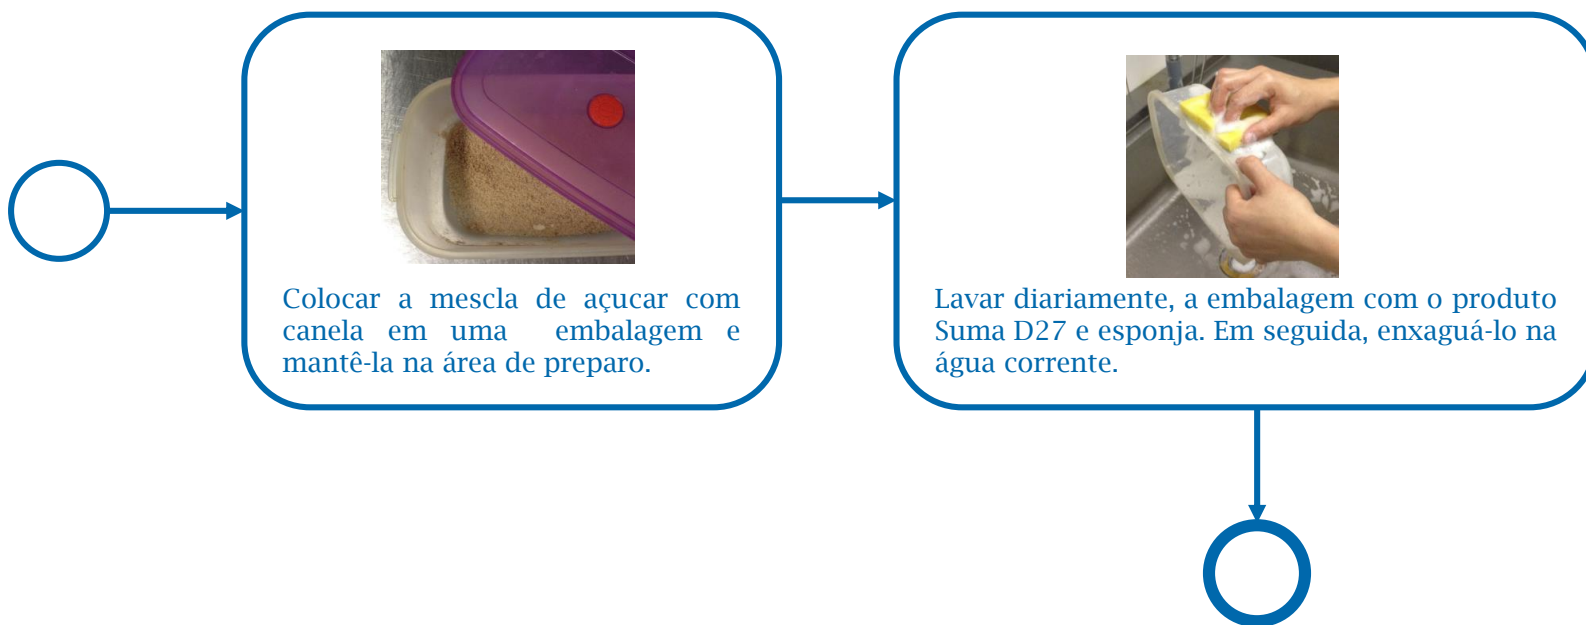 Colocar a mescla de açucar com
canela em uma embalagem e
mantê-la na área de preparo.
Lavar diariamente, a embalagem com o produto
Suma D27 e esponja. Em seguida, enxaguá-lo na
água corrente.